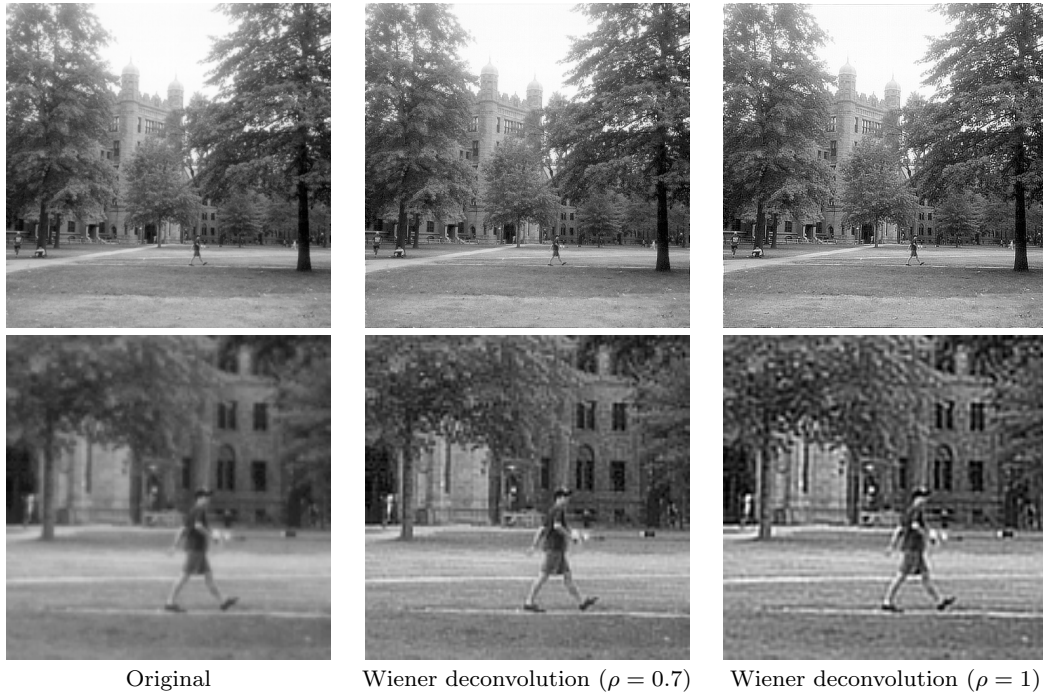 Original
Wiener deconvolution (ρ = 0.7)
Wiener deconvolution (ρ = 1)